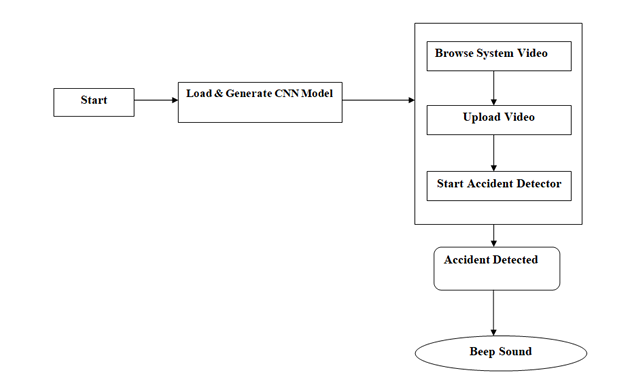 Start
Load & Generate CNN Model
Browse System Video
Upload Video
Start Accident Detector
Accident Detected
Beep Sound